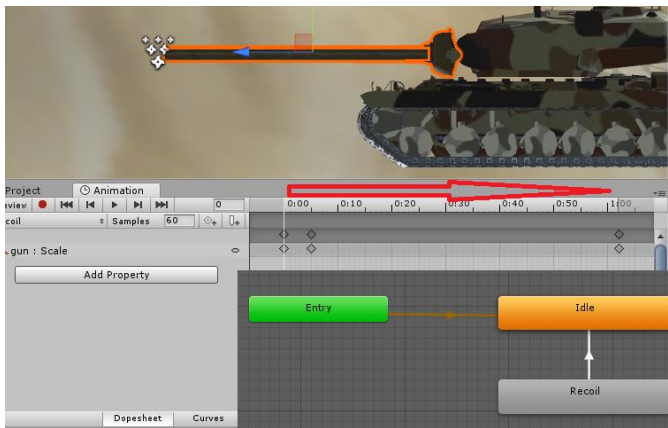 Project Animation
review 0 0:00 0:10 0:20 0:30 0:40 0:50 1:00
coil Samples 60
gun : Scale
Add Property
Entry Idle
Recoil
Dopesheet Curves